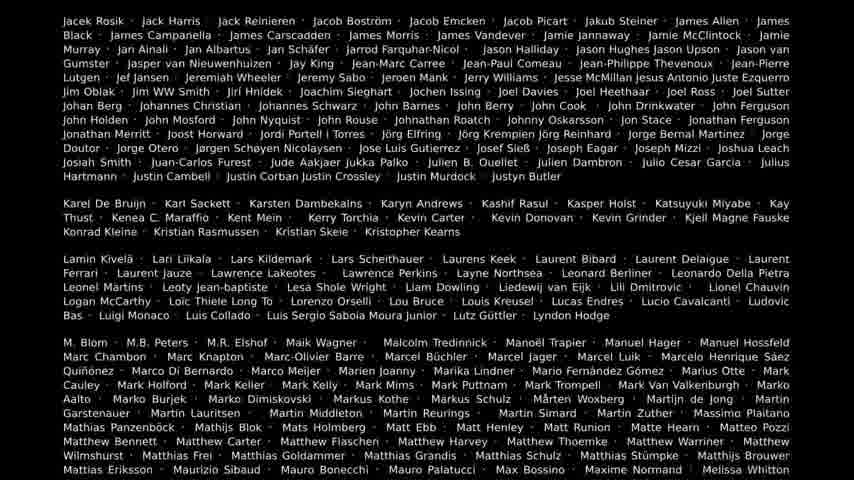 Jacek Rosik · Jack Harris · Jack Reinieren · Jacob Boström · Jacob Emcken · Jacob Picart · Jakub Steiner · James Allen · James
Black · James Campanella · James Carscadden · James Morris · James Vandever · Jamie Jannaway · Jamie McClintock · Jamie
Murray · Jan Ainali · Jan Albartus · Jan Schäfer · Jarrod Farquhar-Nicol · Jason Halliday · Jason Hughes Jason Upson · Jason van
Gumster · Jasper van Nieuwenhuizen · Jay King · Jean-Marc Carree · Jean-Paul Comeau · Jean-Philippe Thevenoux · Jean-Pierre
Lutgen · Jef Jansen · Jeremiah Wheeler · Jeremy Sabo · Jeroen Mank · Jerry Williams · Jesse McMillan Jesus Antonio Juste Ezquerro
Jim Oblak · Jim WW Smith · Jiří Hnídek · Joachim Sieghart · Jochen Issing · Joel Davies · Joel Heethaar · Joel Ross · Joel Sutter
Johan Berg · Johannes Christian · Johannes Schwarz · John Barnes · John Berry · John Cook · John Drinkwater · John Ferguson
John Holden · John Mosford · John Nyquist · John Rouse · Johnathan Roatch · Johnny Oskarsson · Jon Stace · Jonathan Ferguson
Jonathan Merritt · Joost Howard · Jordi Portell i Torres · Jörg Elfring · Jörg Krempien Jörg Reinhard · Jorge Bernal Martinez · Jorge
Doutor · Jorge Otero · Jørgen Schøyen Nicolaysen · Jose Luis Gutierrez · Josef Sieß · Joseph Eagar · Joseph Mizzi · Joshua Leach
Josiah Smith · Juan-Carlos Furest · Jude Aakjaer Jukka Palko · Julien B. Ouellet · Julien Dambron · Julio Cesar Garcia · Julius
Hartmann · Justin Cambell · Justin Corban Justin Crossley · Justin Murdock · Justyn Butler
Karel De Bruijn · Karl Sackett · Karsten Dambekalns · Karyn Andrews · Kashif Rasul · Kasper Holst · Katsuyuki Miyabe · Kay
Thust · Kenea C. Maraffio · Kent Mein · Kerry Torchia · Kevin Carter · Kevin Donovan · Kevin Grinder · Kjell Magne Fauske
Konrad Kleine · Kristian Rasmussen · Kristian Skeie · Kristopher Kearns
Lamin Kivelä · Lari Liikala · Lars Kildemark · Lars Scheithauer · Laurens Keek · Laurent Bibard · Laurent Delaigue · Laurent
Ferrari · Laurent Jauze · Lawrence Lakeotes · Lawrence Perkins · Layne Northsea · Leonard Berliner · Leonardo Della Pietra
Leonel Martins · Leoty Jean-baptiste · Lesa Shole Wright · Liam Dowling · Liedewij van Eijk · Lili Dmitrovic · Lionel Chauvin
Logan McCarthy · Loïc Thiele Long To · Lorenzo Orselli · Lou Bruce · Louis Kreusel · Lucas Endres · Lucio Cavalcanti · Ludovic
Bas · Luigi Monaco · Luis Collado · Luis Sergio Saboia Moura Junior · Lutz Güttler · Lyndon Hodge
M. Blom · M.B. Peters · M.R. Elshof · Maik Wagner · Malcolm Tredinnick · Manoël Trapier · Manuel Hager · Manuel Hossfeld
Marc Chambon · Marc Knapton · Marc-Olivier Barre · Marcel Büchler · Marcel Jager · Marcel Luik · Marcelo Henrique Sáez
Quiñónez · Marco Di Bernardo · Marco Meijer · Marien Joanny · Marika Lindner · Mario Fernández Gómez · Marius Otte · Mark
Cauley · Mark Holford · Mark Keller · Mark Kelly · Mark Mims · Mark Puttnam · Mark Trompell · Mark Van Valkenburgh · Marko
Aalto · Marko Burjek · Marko Dimiskovski · Markus Kothe · Markus Schulz · Mårten Woxberg · Martijn de Jong · Martin
Garstenauer · Martin Lauritsen · Martin Middleton · Martin Reurings · Martin Simard · Martin Zuther · Massimo Plaitano
Mathias Panzenböck · Mathijs Blok · Mats Holmberg · Matt Ebb · Matt Henley · Matt Runion · Matte Hearn · Matteo Pozzi
Matthew Bennett · Matthew Carter · Matthew Flaschen · Matthew Harvey · Matthew Thoemke · Matthew Warriner · Matthew
Wilmshurst · Matthias Frei · Matthias Goldammer · Matthias Grandis · Matthias Schulz · Matthias Stümpke · Matthijs Brouwer
Mattias Eriksson · Maurizio Sibaud · Mauro Bonecchi · Mauro Palatucci · Max Bossino · Maxime Normand · Melissa Whitton